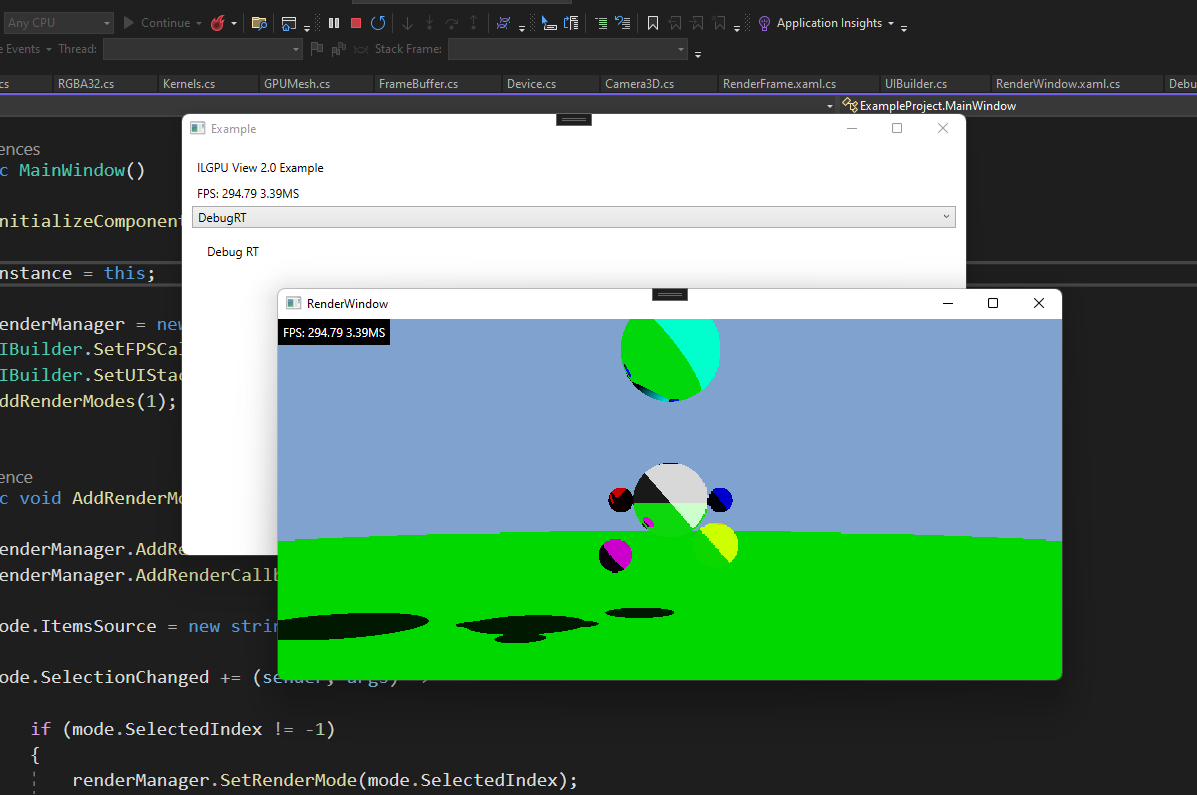 Any CPU Continue Application Insights
e Events Thread: Stack Frame:
cs RGBA32.cs Kernels.cs GPUMesh.cs FrameBuffer.cs Device.cs Camera3D.cs RenderFrame.xaml.cs UIBuilder.cs RenderWindow.xaml.cs Debu
ExampleProject.MainWindow
Example
ILGPU View 2.0 Example
FPS: 294.79 3.39MS
DebugRT
Debug RT
RenderWindow
FPS: 294.79 3.39MS
ences
c MainWindow()
nitializeComponent
nstance = this;
enderManager = new
IBuilder.SetFPSCal
IBuilder.SetUIStac
ddRenderModes(1);
ence
c void AddRenderMo
enderManager.AddRe
enderManager.AddRenderCallb
ode.ItemsSource = new strin
ode.SelectionChanged += (sender, args) =>
if (mode.SelectedIndex != -1)
{
renderManager.SetRenderMode(mode.SelectedIndex);